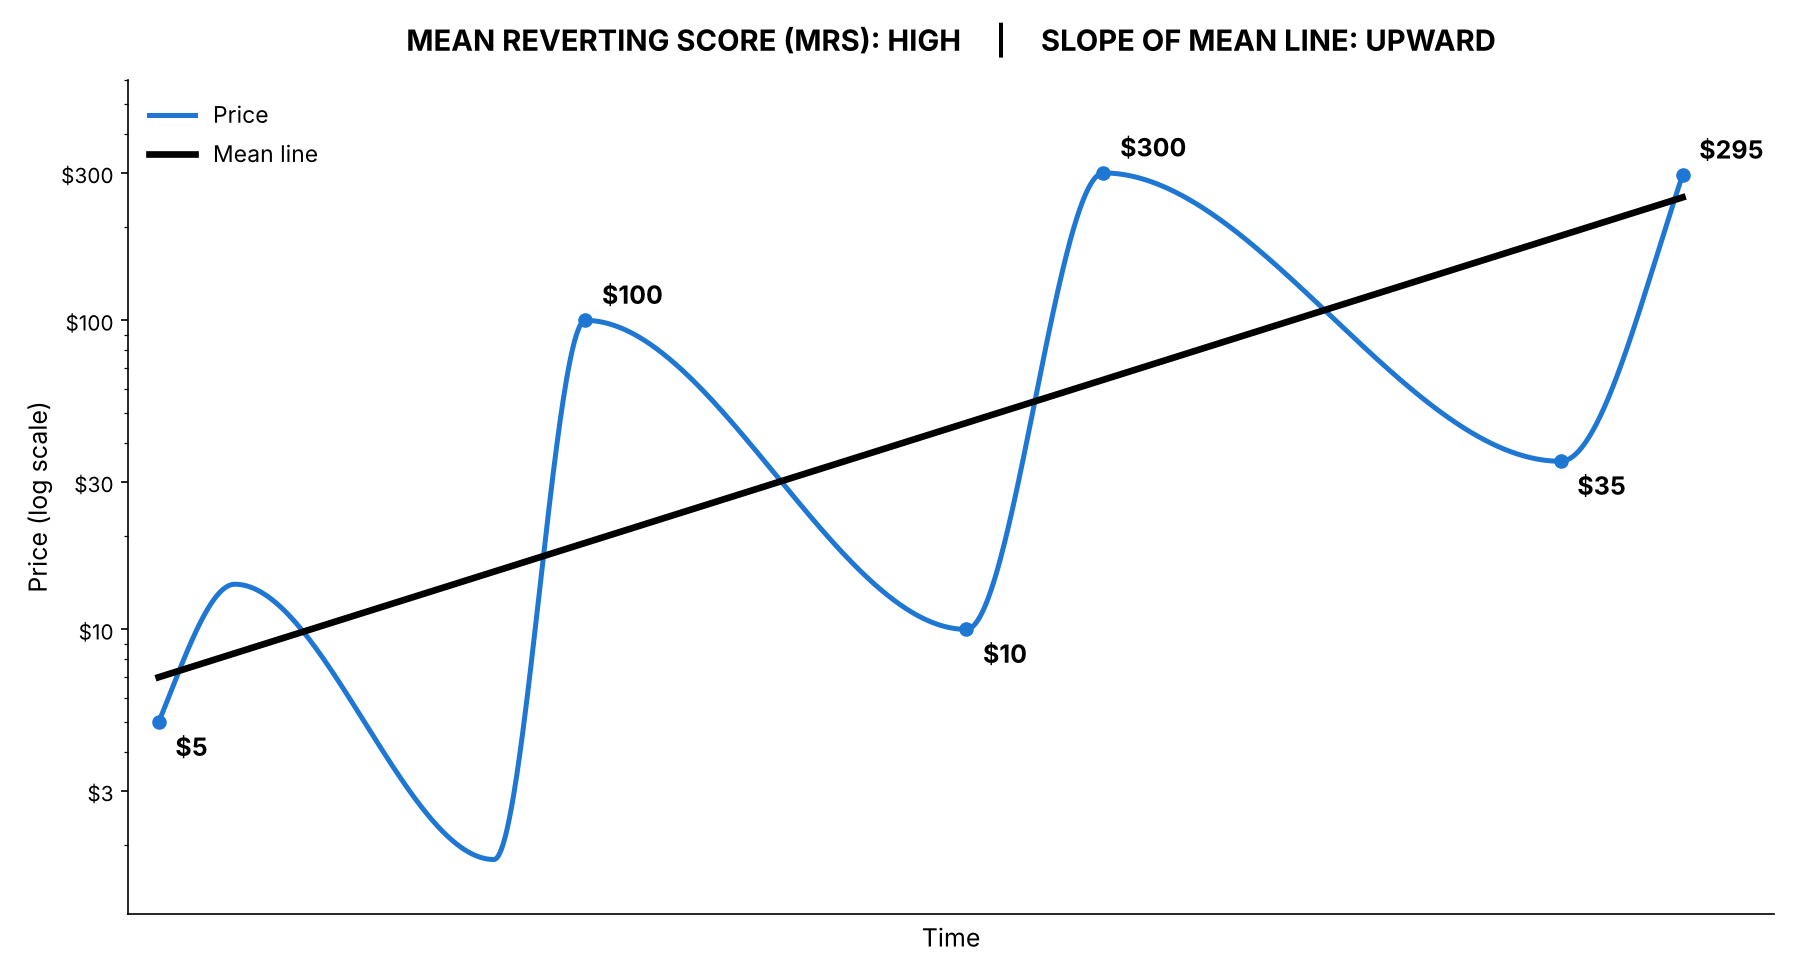 MEAN REVERTING SCORE (MRS): HIGH | SLOPE OF MEAN LINE: UPWARD
Price
Mean line
$300
$295
$300
$100
$100
$30
$35
$10
$10
$5
$3
Price (log scale)
Time